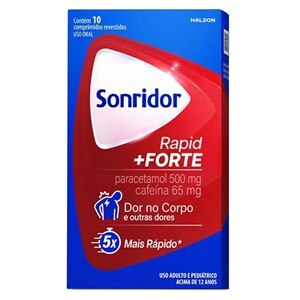 HALEON
Contém 10
comprimidos revestidos
USO ORAL
Sonridor
Rapid
+FORTE
paracetamol 500 mg
cafeína 65 mg
Dor no Corpo
e outras dores
5x
Mais Rápido*
USO ADULTO E PEDIÁTRICO
ACIMA DE 12 ANOS